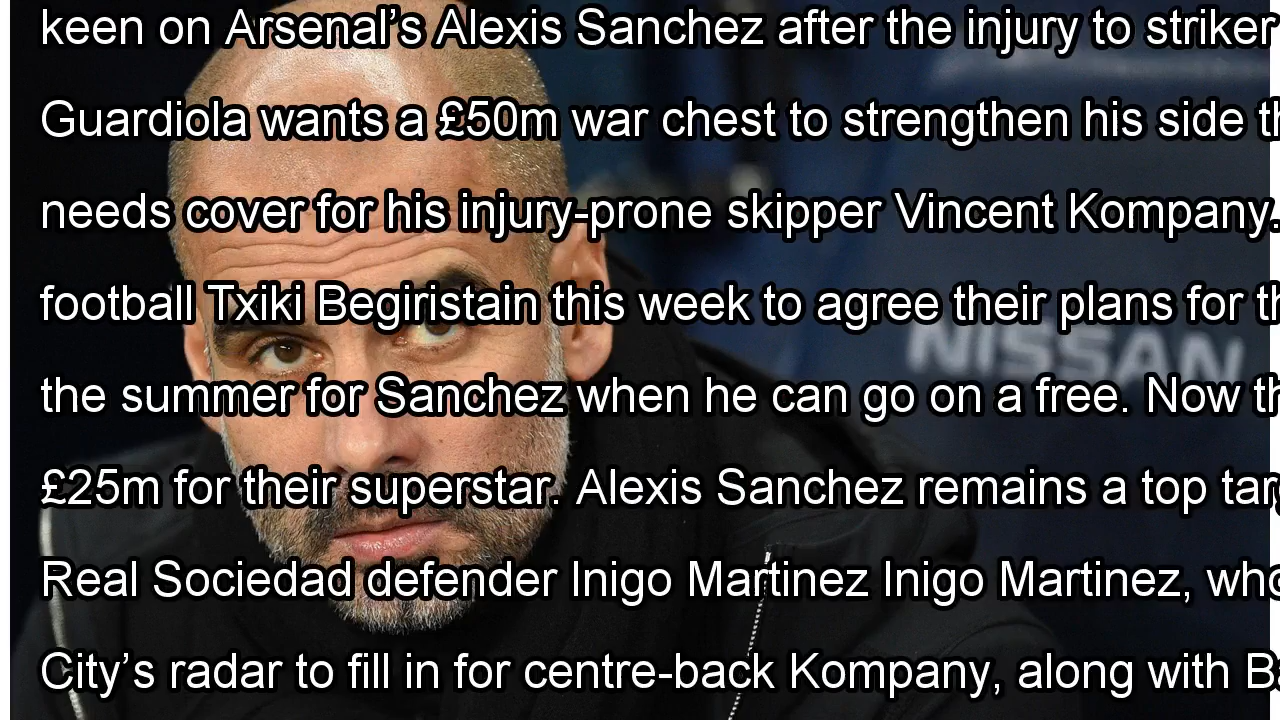 keen on Arsenal’s Alexis Sanchez after the injury to striker
Guardiola wants a £50m war chest to strengthen his side
needs cover for his injury-prone skipper Vincent Kompany.
football Txiki Begiristain this week to agree their plans for
NISSAN
the summer for Sanchez when he can go on a free. Now
£25m for their superstar. Alexis Sanchez remains a top
Real Sociedad defender Inigo Martinez Inigo Martinez, who
City’s radar to fill in for centre-back Kompany, along with